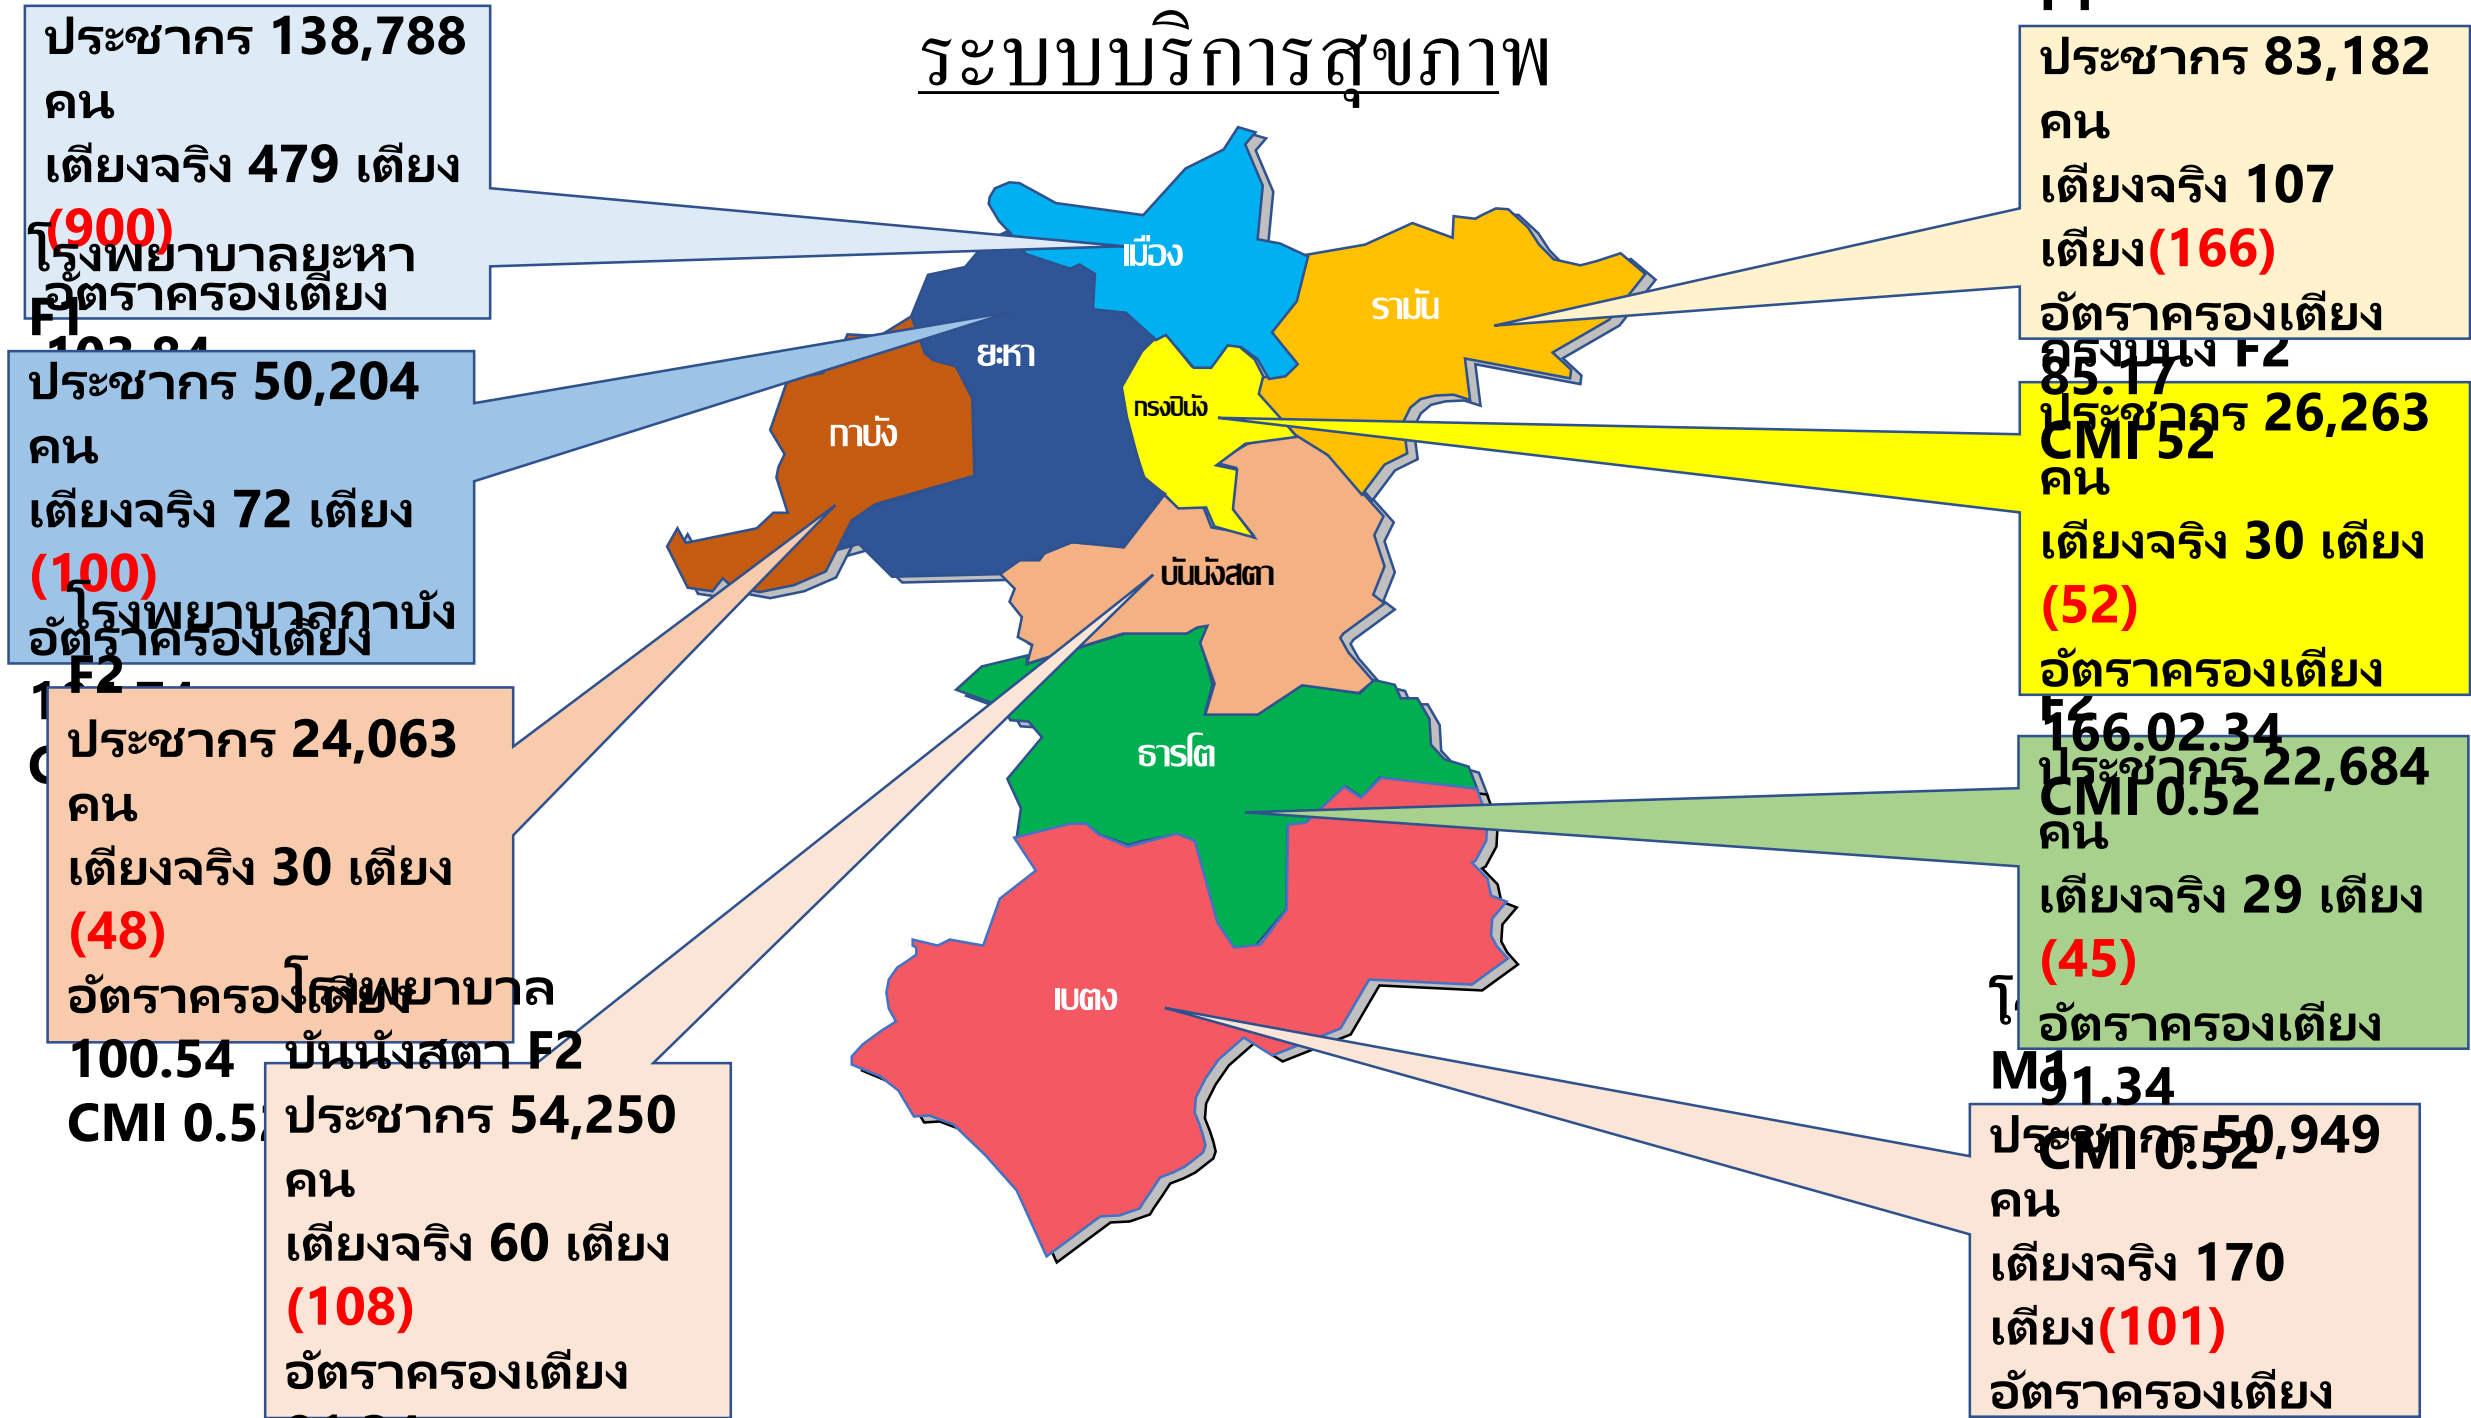 ระบบบริการสุขภาพ
ประชากร 138,788
คน
เตียงจริง 479 เตียง
(900)
อัตราครองเตียง
103.84
โรงพยาบาลยะหา
F1
ประชากร 50,204
คน
เตียงจริง 72 เตียง
(100)
อัตราครองเตียง
โรงพยาบาลกาบัง
F2
ประชากร 24,063
คน
เตียงจริง 30 เตียง
(48)
อัตราครองเตียง
100.54
CMI 0.52
โรงพยาบาล
บันนังสตา F2
ประชากร 54,250
คน
เตียงจริง 60 เตียง
(108)
อัตราครองเตียง
เมือง
รามัน
ยะหา
กรงปินัง
กาบัง
บันนังสตา
ธารโต
เบตง
ประชากร 83,182
คน
เตียงจริง 107
เตียง(166)
อัตราครองเตียง
85.17
CMI 52
กรงปินัง F2
ประชากร 26,263
คน
เตียงจริง 30 เตียง
(52)
อัตราครองเตียง
166.02.34
CMI 0.52
F2
ประชากร 22,684
คน
เตียงจริง 29 เตียง
(45)
อัตราครองเตียง
91.34
CMI 0.52
M1
ประชากร 50,949
คน
เตียงจริง 170
เตียง(101)
อัตราครองเตียง